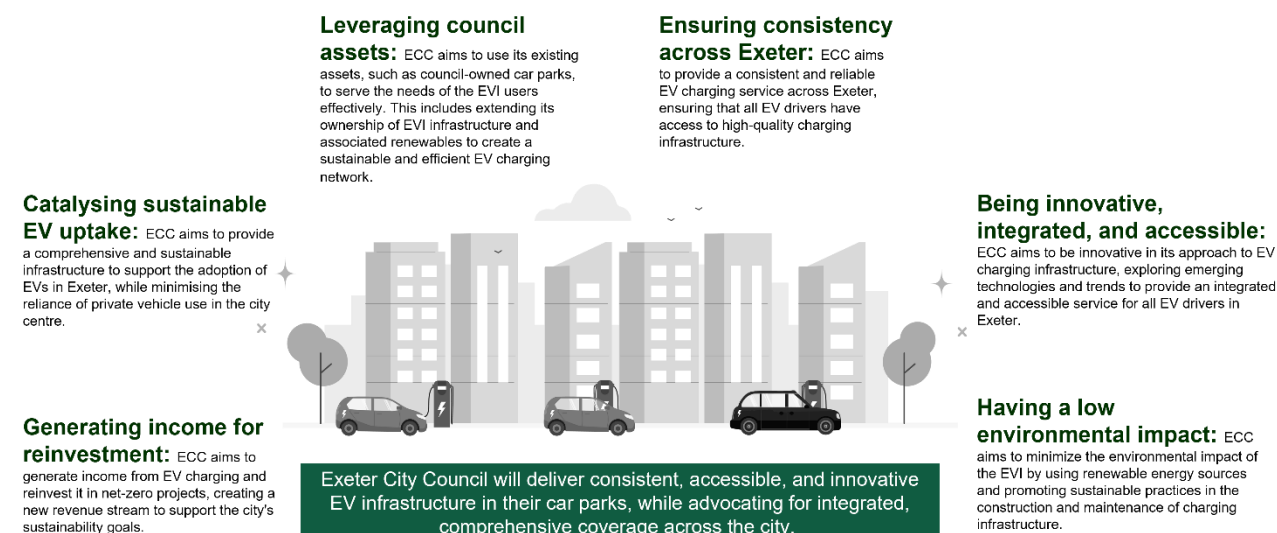 Leveraging council
assets: ECC aims to use its existing
assets, such as council-owned car parks,
to serve the needs of the EVI users
effectively. This includes extending its
ownership of EVI infrastructure and
associated renewables to create a
sustainable and efficient EV charging
network.
Ensuring consistency
across Exeter: ECC aims
to provide a consistent and reliable
EV charging service across Exeter,
ensuring that all EV drivers have
access to high-quality charging
infrastructure.
Catalysing sustainable
EV uptake: ECC aims to provide
a comprehensive and sustainable
infrastructure to support the adoption of
EVs in Exeter, while minimising the
reliance of private vehicle use in the city
centre.
Being innovative,
integrated, and accessible:
ECC aims to be innovative in its approach to EV
charging infrastructure, exploring emerging
technologies and trends to provide an integrated
and accessible service for all EV drivers in
Exeter.
Generating income for
reinvestment: ECC aims to
generate income from EV charging and
reinvest it in net-zero projects, creating a
new revenue stream to support the city's
sustainability goals.
Having a low
environmental impact: ECC
aims to minimize the environmental impact of
the EVI by using renewable energy sources
and promoting sustainable practices in the
construction and maintenance of charging
infrastructure.
Exeter City Council will deliver consistent, accessible, and innovative
EV infrastructure in their car parks, while advocating for integrated,
comprehensive coverage across the city.